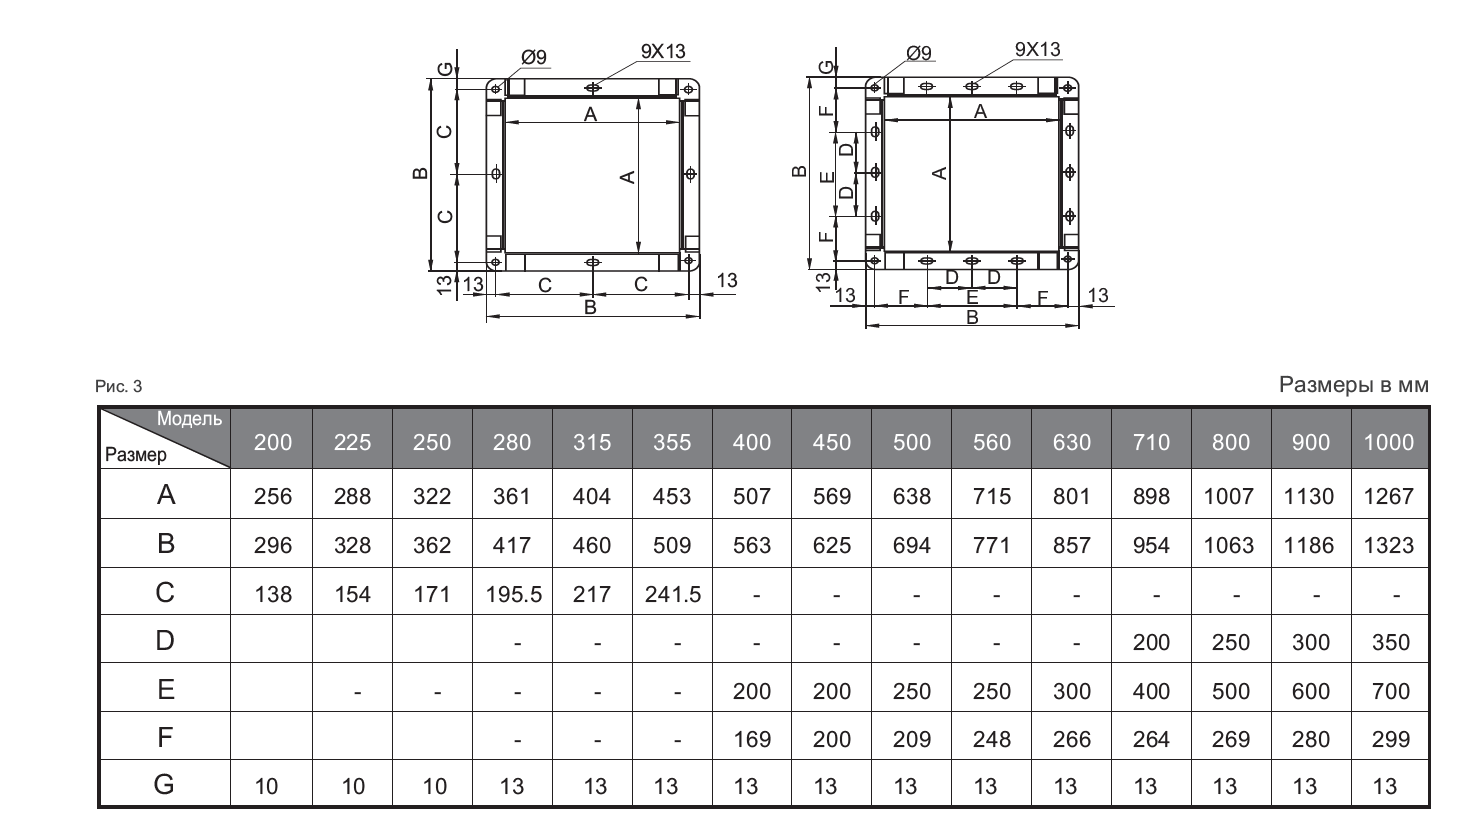 Ø9 9X13 Ø9 9X13
G G
A A
F
C D
B A B E A
C D
F
13 13 C C 13 13 13 F D D F 13
B E
B
Рис. 3 Размеры в мм
Модель 200 225 250 280 315 355 400 450 500 560 630 710 800 900 1000
Размер
A 256 288 322 361 404 453 507 569 638 715 801 898 1007 1130 1267
B 296 328 362 417 460 509 563 625 694 771 857 954 1063 1186 1323
C 138 154 171 195.5 217 241.5 - - - - - - - - -
D - - - - - - - - 200 250 300 350
E - - - - - 200 200 250 250 300 400 500 600 700
F - - - 169 200 209 248 266 264 269 280 299
G 10 10 10 13 13 13 13 13 13 13 13 13 13 13 13